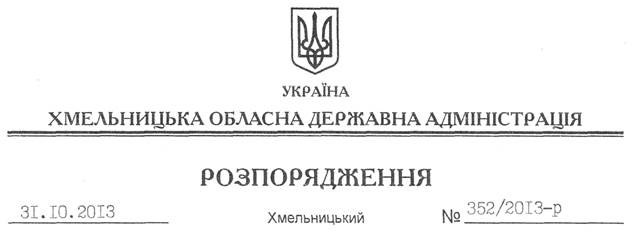 УКРАЇНА
ХМЕЛЬНИЦЬКА ОБЛАСНА ДЕРЖАВНА АДМІНІСТРАЦІЯ
РОЗПОРЯДЖЕННЯ
31.10.2013 Хмельницький № 352/2013-р